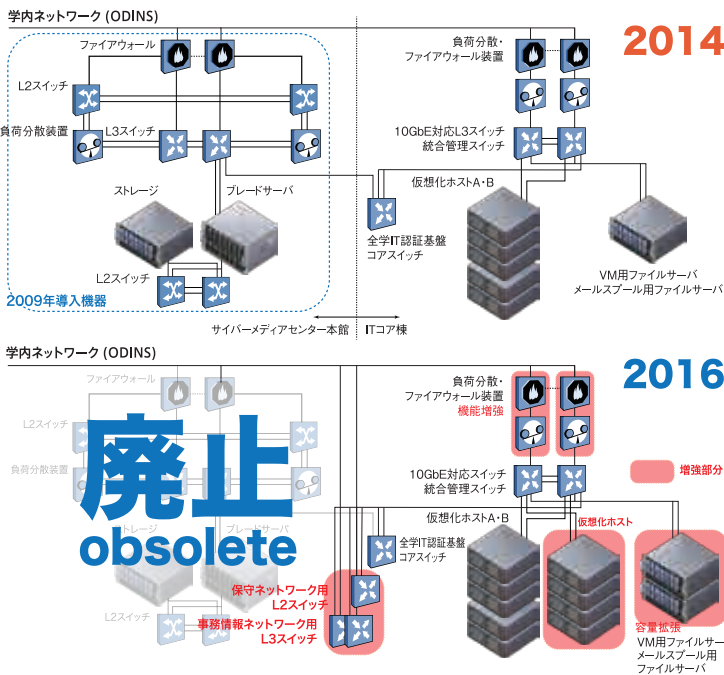 学内ネットワーク (ODINS)
2014
ファイアウォール
負荷分散・
ファイアウォール装置
L2スイッチ
負荷分散装置
L3スイッチ
10GbE対応L3スイッチ
統合管理スイッチ
ストレージ
ブレードサーバ
仮想化ホストA・B
全学IT認証基盤
コアスイッチ
L2スイッチ
VM用ファイルサーバ
メールスプール用ファイルサーバ
2009年導入機器
サイバーメディアセンター本館
ITコア棟
学内ネットワーク (ODINS)
2016
ファイアウォール
負荷分散・
ファイアウォール装置
機能増強
L2スイッチ
負荷分散装置
廃止
obsolete
10GbE対応スイッチ
統合管理スイッチ
増強部分
ストレージ
ブレードサーバ
仮想化ホストA・B
仮想化ホスト
全学IT認証基盤
コアスイッチ
保守ネットワーク用
L2スイッチ
L2スイッチ
事務情報ネットワーク用
L3スイッチ
容量拡張
VM用ファイルサー
メールスプール用
ファイルサーバ